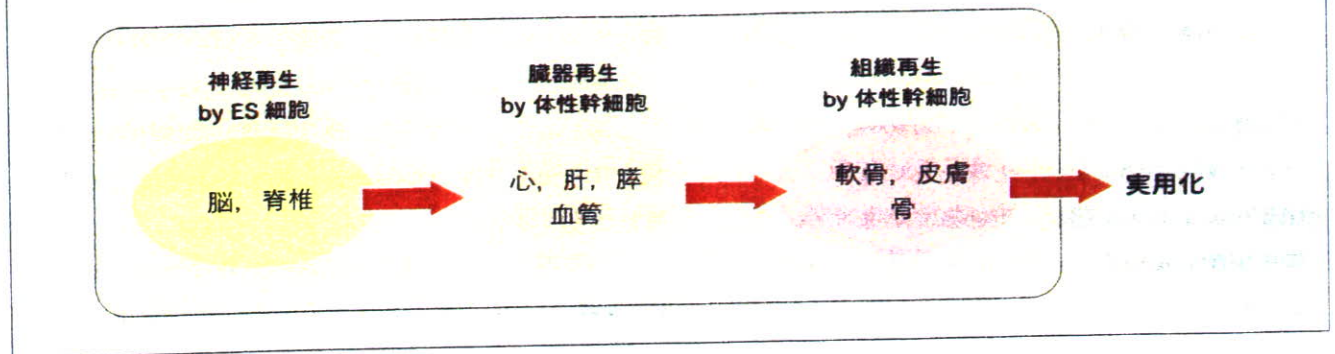 神経再生
by ES 細胞
脳，脊椎
臓器再生
by 体性幹細胞
心，肝，膵
血管
組織再生
by 体性幹細胞
軟骨，皮膚
骨
実用化